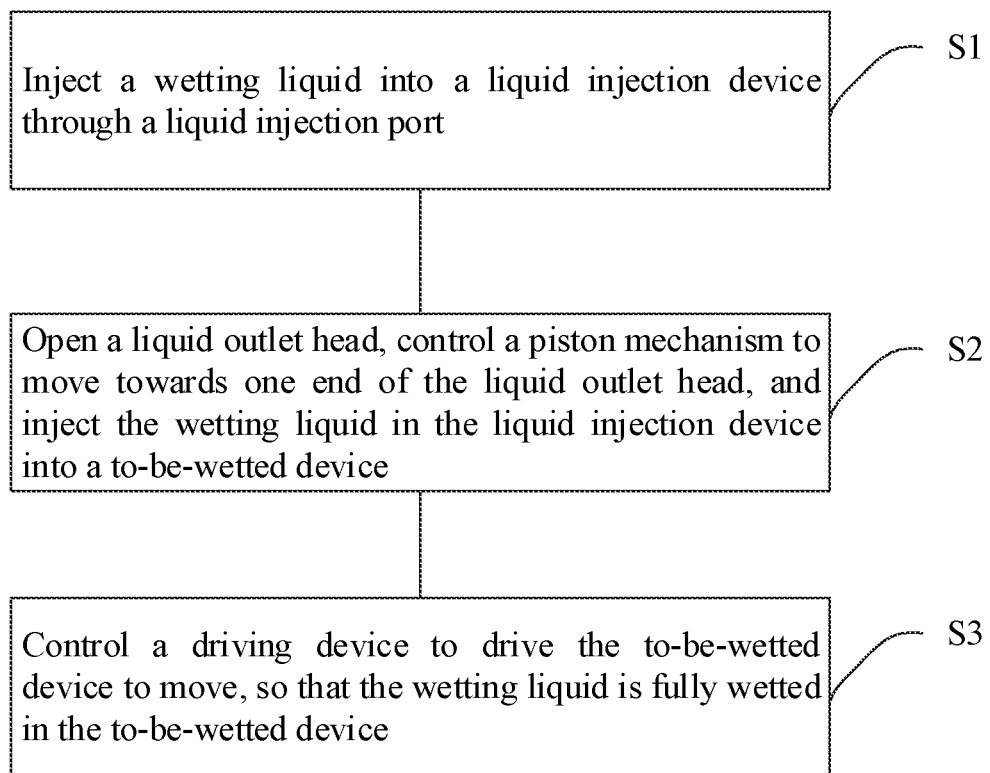 S1
Inject a wetting liquid into a liquid injection device
through a liquid injection port
S2
Open a liquid outlet head, control a piston mechanism to
move towards one end of the liquid outlet head, and
inject the wetting liquid in the liquid injection device
into a to-be-wetted device
S3
Control a driving device to drive the to-be-wetted
device to move, so that the wetting liquid is fully wetted
in the to-be-wetted device